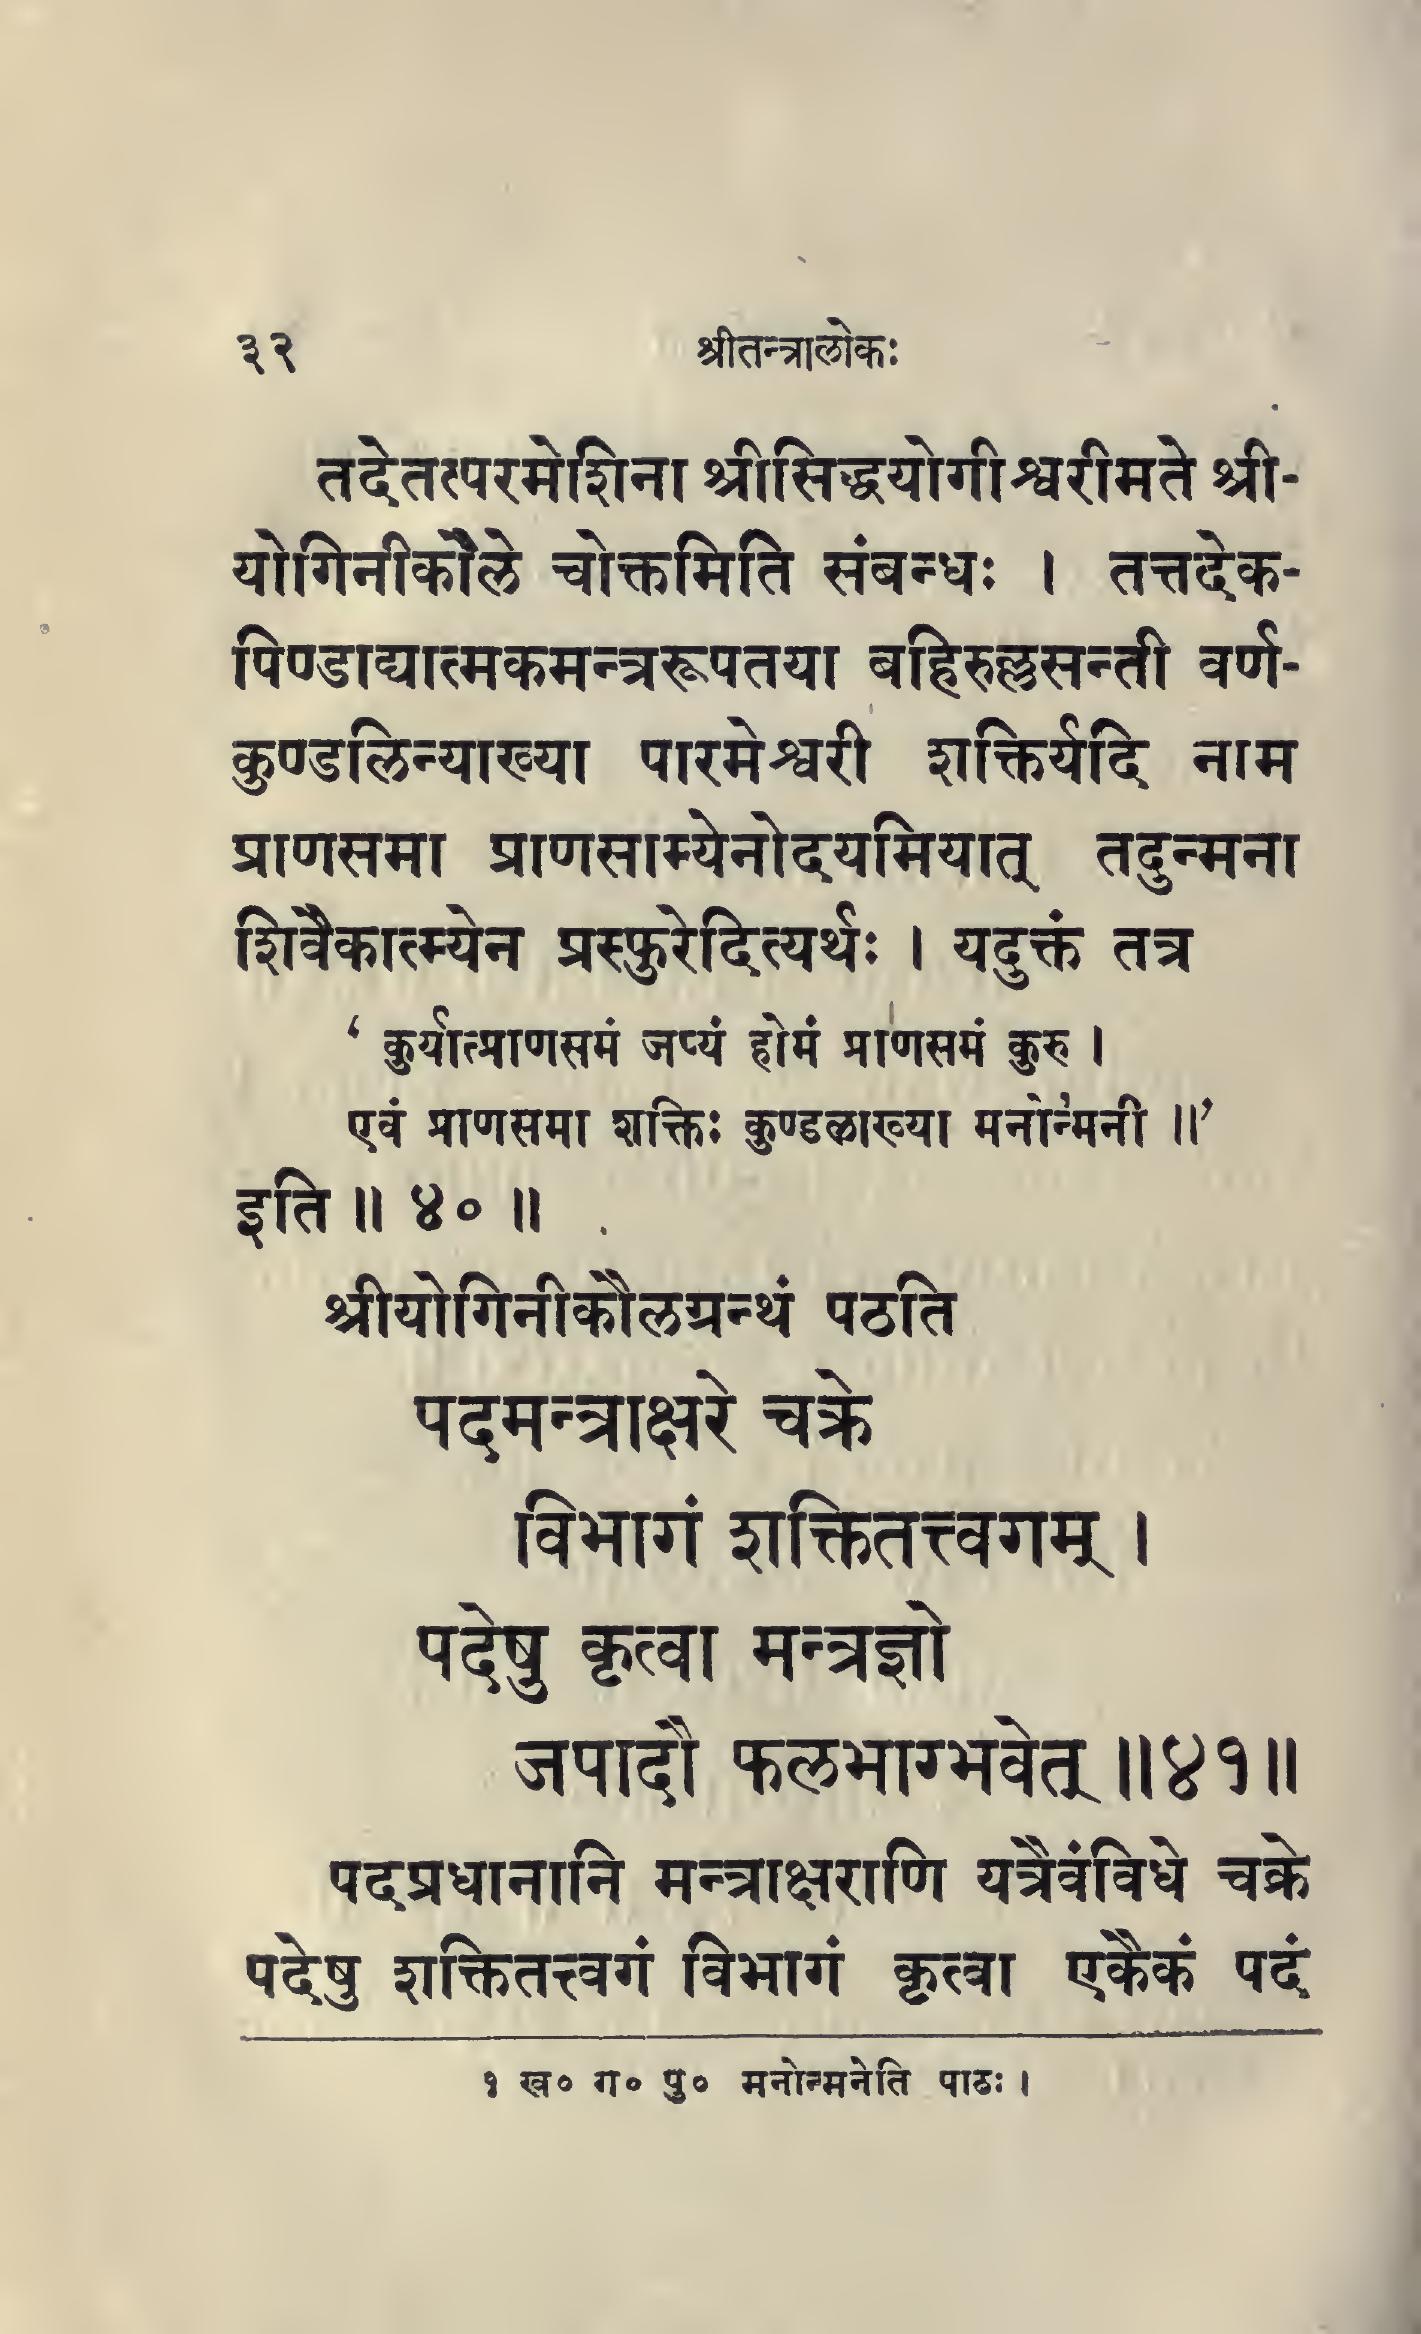 ३२ श्रीतन्त्रालोकः
तदेतत्परमेशिना श्रीसिद्धयोगीश्वरीमते श्री-
योगिनीकौले चोक्तमिति संबन्धः । तत्तदेक-
पिण्डाद्यात्मकमन्त्ररूपतया बहिरुल्लसन्ती वर्ण-
कुण्डलिन्याख्या पारमेश्वरी शक्तिर्यदि नाम
प्राणसमा प्राणसाम्येनोदयमियात् तदुन्मना
शिवैकात्म्येन प्रस्फुरेदित्यर्थः । यदुक्तं तत्र
‘ कुर्यात्प्राणसमं जप्यं होमं प्राणसमं कुरु ।
एवं प्राणसमा शक्तिः कुण्डलाख्या मनोन्१मनी ॥’
इति ॥ ४० ॥
श्रीयोगिनीकौलग्रन्थं पठति
पदमन्त्राक्षरे चक्रे
विभागं शक्तितत्त्वगम् ।
पदेषु कृत्वा मन्त्रज्ञो
जपादौ फलभाग्भवेत् ॥४१॥
पदप्रधानानि मन्त्राक्षराणि यत्रैवंविधे चक्रे
पदेषु शक्तितत्त्वगं विभागं कृत्वा एकैकं पदं
१ ख० ग० पु० मनोन्मनेति पाठः ।